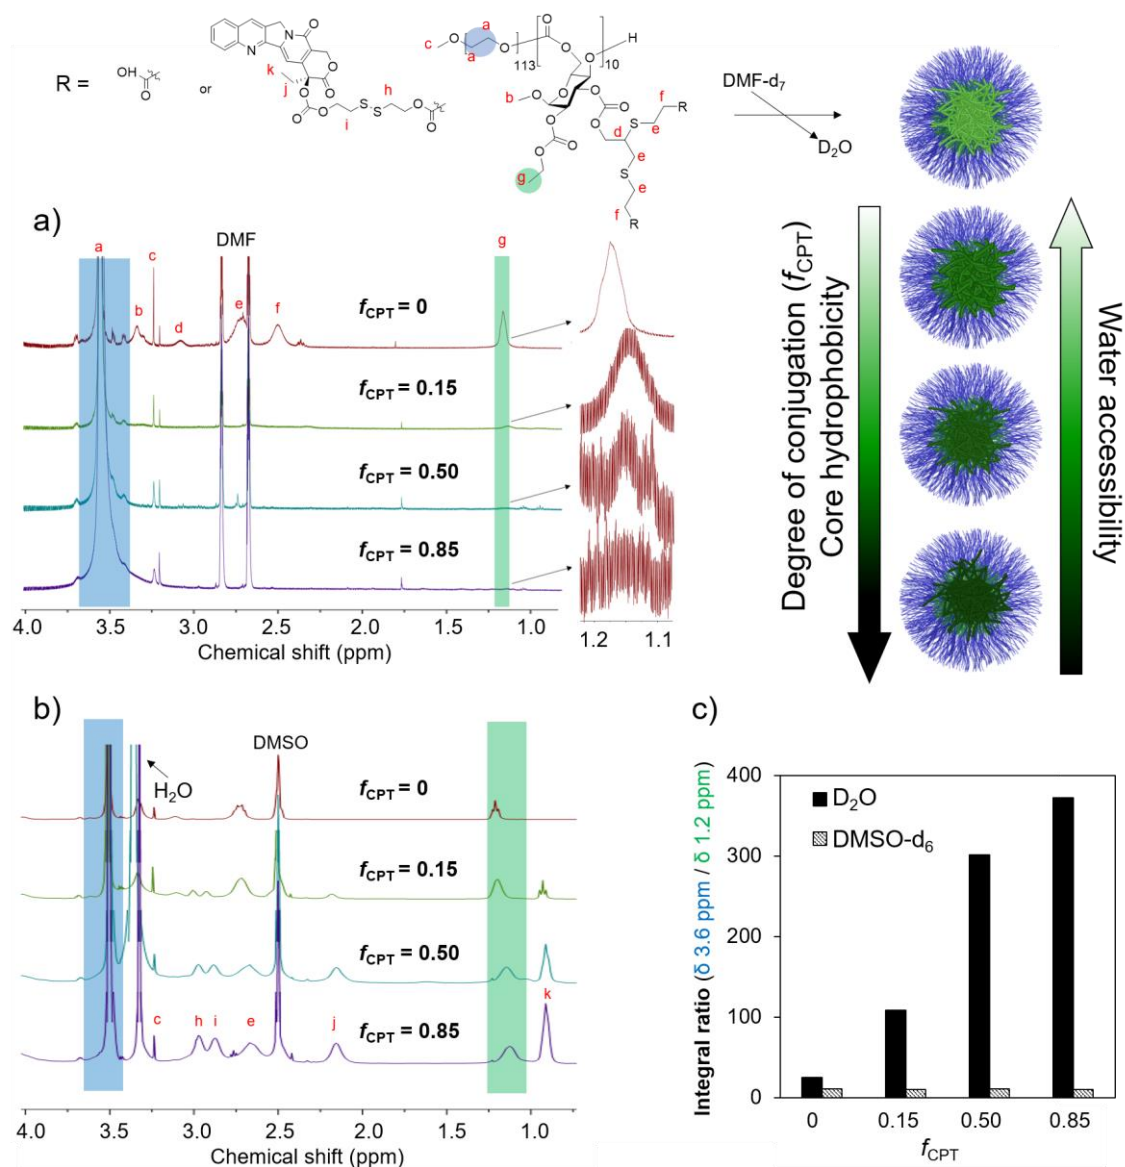 R =
OH
O
or
N
O
N
O
k
j
O
O
O
O
O
S
S
O
O
i
h
a
c
O
a
O
113
O
O
O
H
10
b
O
O
O
O
O
O
O
g
d
S
e
f
R
e
S
e
f
R
DMF-d7
D2O
a)
a
b
c
d
DMF
e
f
g
fCPT = 0
fCPT = 0.15
fCPT = 0.50
fCPT = 0.85
4.0 3.5 3.0 2.5 2.0 1.5 1.0
Chemical shift (ppm)
1.2 1.1
Degree of conjugation (fCPT)
Core hydrophobicity
Water accessibility
b)
H2O
DMSO
fCPT = 0
fCPT = 0.15
fCPT = 0.50
fCPT = 0.85
c
h
i
e
j
k
4.0 3.5 3.0 2.5 2.0 1.5 1.0
Chemical shift (ppm)
c)
Integral ratio (δ 3.6 ppm / δ 1.2 ppm)
400
300
200
100
0
D2O
DMSO-d6
0 0.15 0.50 0.85
fCPT